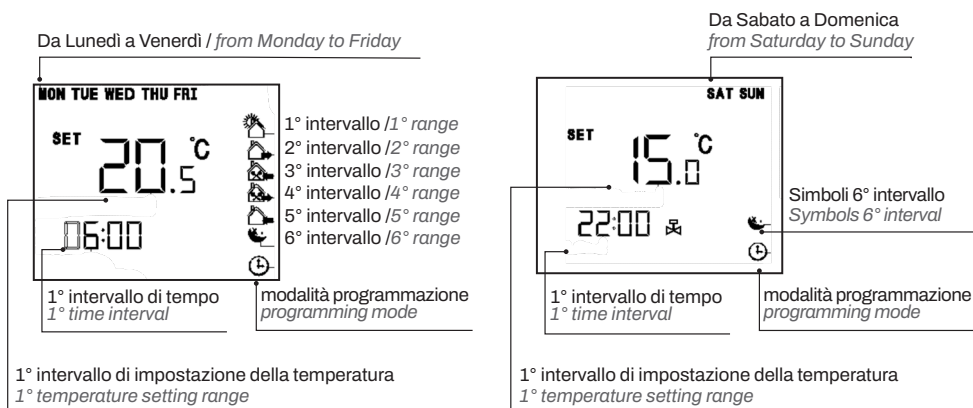 Da Lunedì a Venerdì / from Monday to Friday
MON TUE WED THU FRI
SET
20.5 °C
06:00
1° intervallo /1° range
2° intervallo /2° range
3° intervallo /3° range
4° intervallo /4° range
5° intervallo /5° range
6° intervallo /6° range
1° intervallo di tempo
1° time interval
modalità programmazione
programming mode
1° intervallo di impostazione della temperatura
1° temperature setting range
Da Sabato a Domenica
from Saturday to Sunday
SAT SUN
SET
15.0 °C
22:00
Simboli 6° intervallo
Symbols 6° interval
1° intervallo di tempo
1° time interval
modalità programmazione
programming mode
1° intervallo di impostazione della temperatura
1° temperature setting range